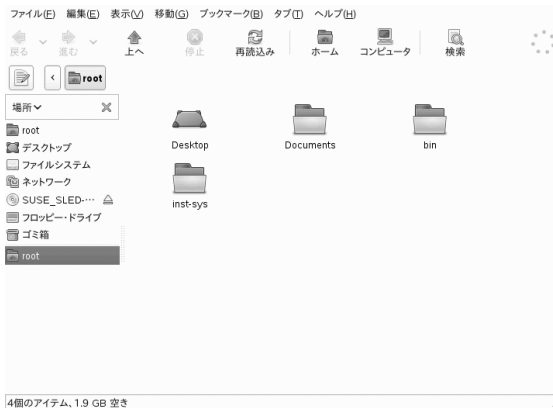 ファイル(F) 編集(E) 表示(V) 移動(G) ブックマーク(B) タブ(T) ヘルプ(H)
戻る 進む 上へ 停止 再読込み ホーム コンピュータ 検索
root
場所
root
デスクトップ
ファイルシステム
ネットワーク
SUSE_SLED-…
フロッピー・ドライブ
ゴミ箱
root
Desktop Documents bin
inst-sys
4個のアイテム、1.9 GB 空き